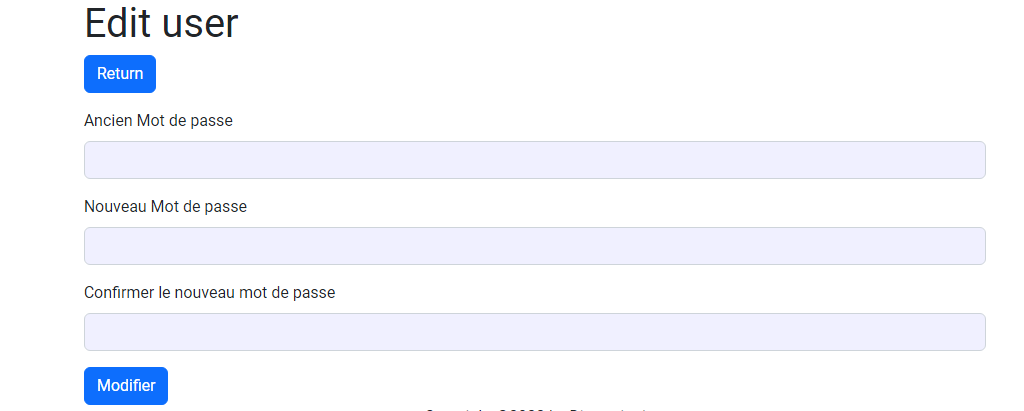 Edit user
Return
Ancien Mot de passe
Nouveau Mot de passe
Confirmer le nouveau mot de passe
Modifier